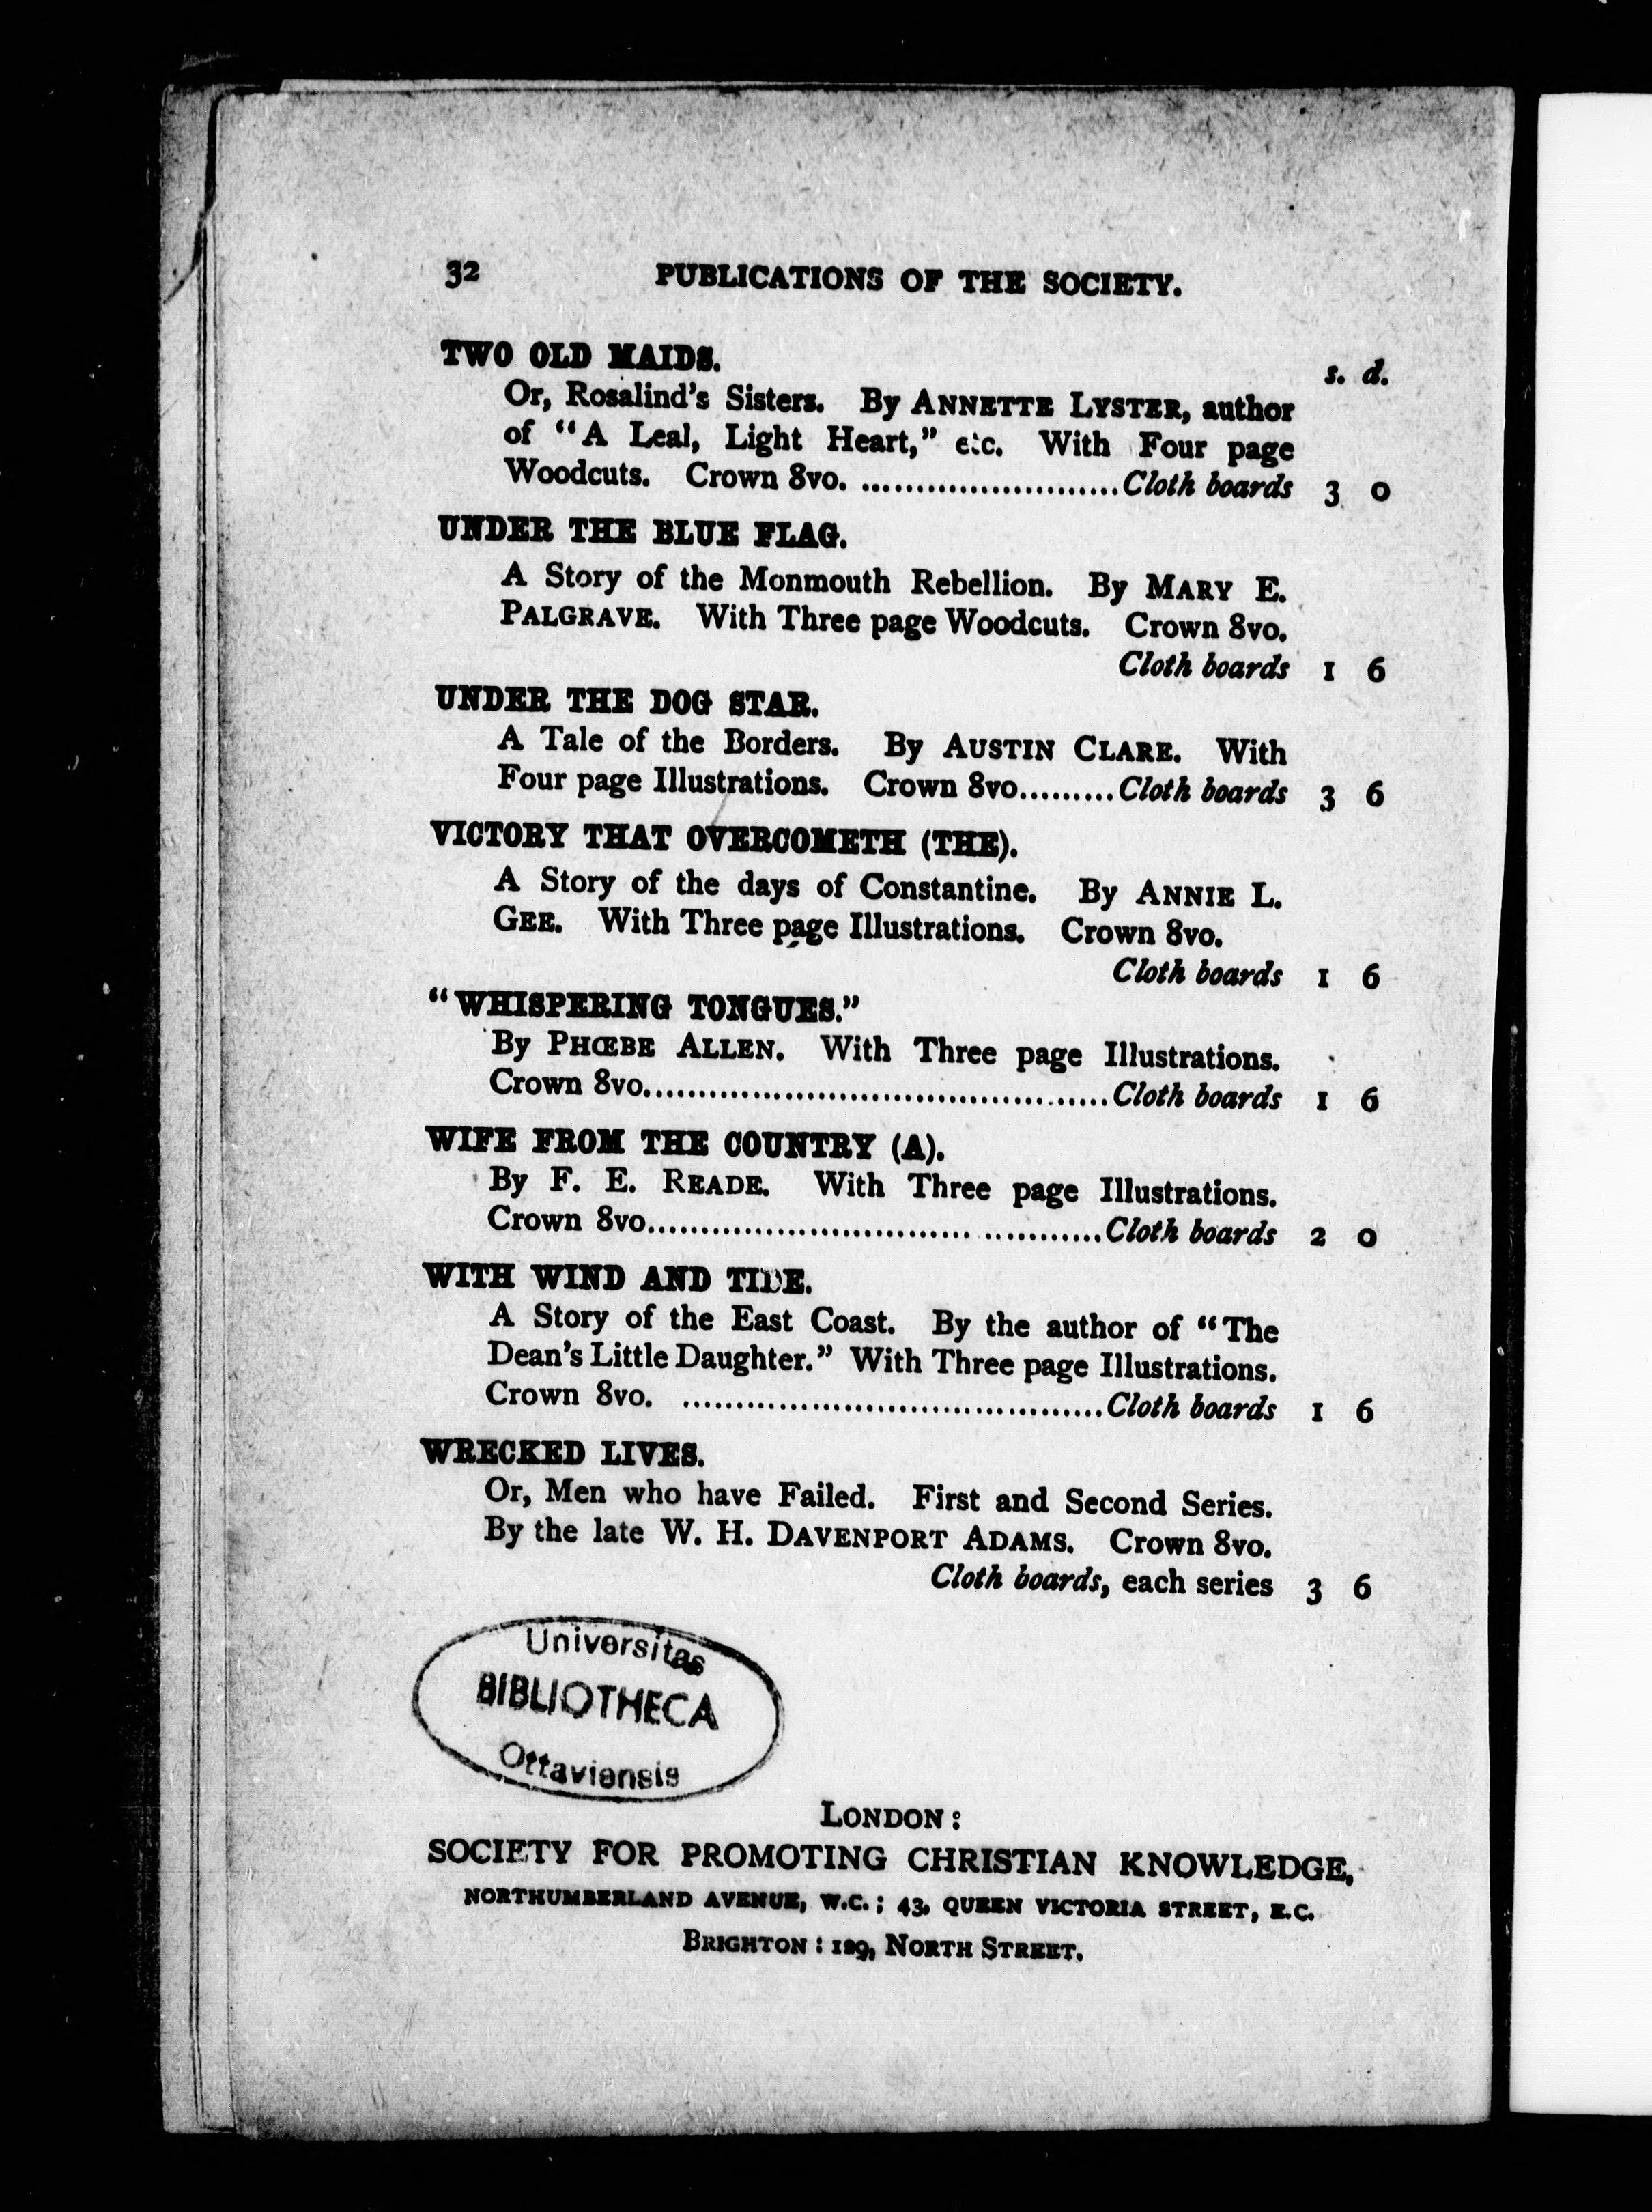 32 PUBLICATIONS OF THE SOCIETY.
TWO OLD MAIDS.
s. d.
Or, Rosalind's Sisters. By ANNETTE LYSTER, author
of "A Leal, Light Heart," etc. With Four page
Woodcuts. Crown 8vo. ........................Cloth boards 3 0
UNDER THE BLUE FLAG.
A Story of the Monmouth Rebellion. By MARY E.
PALGRAVE. With Three page Woodcuts. Crown 8vo.
Cloth boards 1 6
UNDER THE DOG STAR.
A Tale of the Borders. By AUSTIN CLARE. With
Four page Illustrations. Crown 8vo.........Cloth boards 3 6
VICTORY THAT OVERCOMETH (THE).
A Story of the days of Constantine. By ANNIE L.
GEE. With Three page Illustrations. Crown 8vo.
Cloth boards 1 6
"WHISPERING TONGUES."
By PHŒBE ALLEN. With Three page Illustrations.
Crown 8vo...........................................Cloth boards 1 6
WIFE FROM THE COUNTRY (A).
By F. E. READE. With Three page Illustrations.
Crown 8vo.............................. ...........Cloth boards 2 0
WITH WIND AND TIDE.
A Story of the East Coast. By the author of "The
Dean's Little Daughter." With Three page Illustrations.
Crown 8vo. .......................................Cloth boards 1 6
WRECKED LIVES.
Or, Men who have Failed. First and Second Series.
By the late W. H. DAVENPORT ADAMS. Crown 8vo.
Cloth boards, each series 3 6
Universitas
BIBLIOTHECA
Ottaviensis
LONDON:
SOCIETY FOR PROMOTING CHRISTIAN KNOWLEDGE,
NORTHUMBERLAND AVENUE, W.C.; 43, QUEEN VICTORIA STREET, E.C.
BRIGHTON: 129, NORTH STREET.